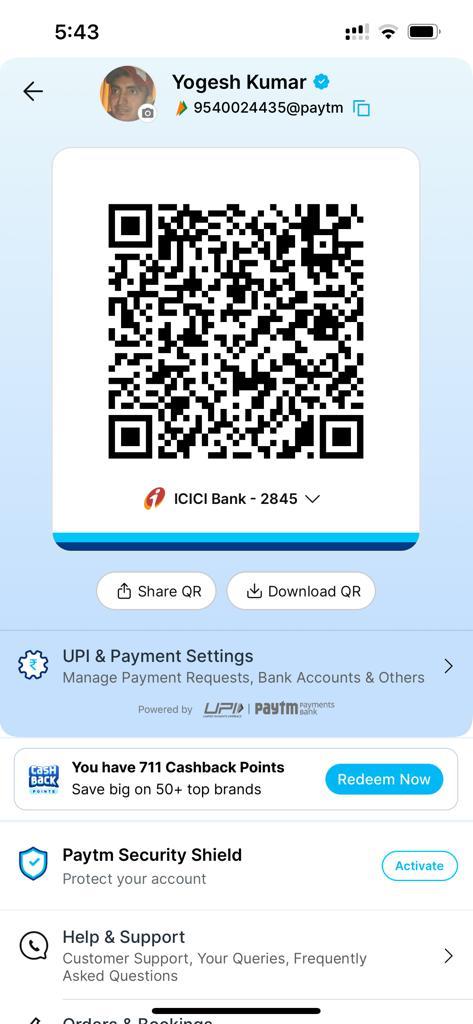 5:43
Yogesh Kumar
9540024435@paytm
ICICI Bank - 2845
Share QR
Download QR
UPI & Payment Settings
Manage Payment Requests, Bank Accounts & Others
Powered by UPI | paytm payments bank
CASH BACK POINTS
You have 711 Cashback Points
Save big on 50+ top brands
Redeem Now
Paytm Security Shield
Protect your account
Activate
Help & Support
Customer Support, Your Queries, Frequently
Asked Questions
Orders & Bookings